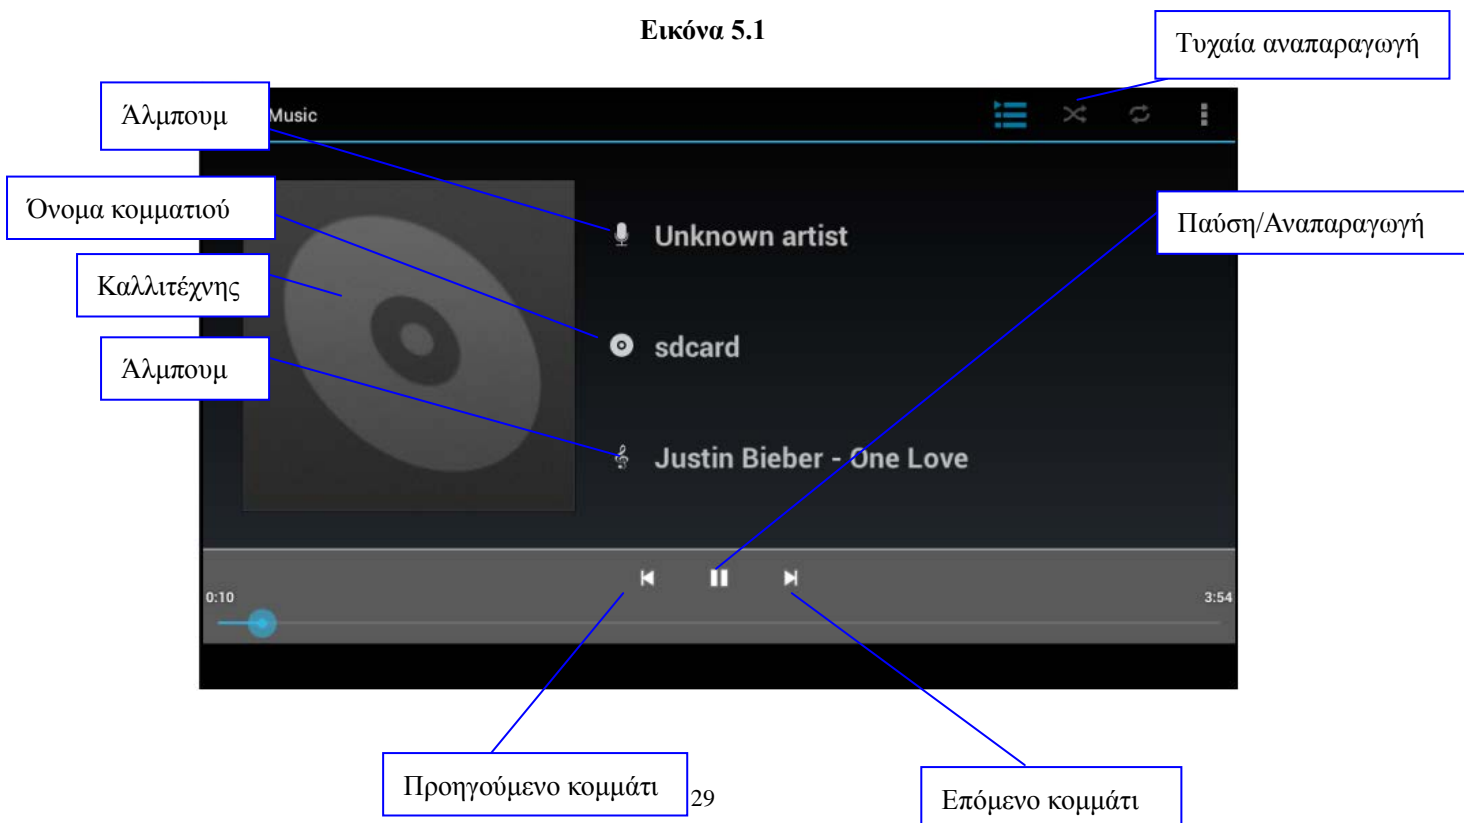 Εικόνα 5.1
Τυχαία αναπαραγωγή
Άλμπουμ
Music
Όνομα κομματιού
Unknown artist
Παύση/Αναπαραγωγή
Καλλιτέχνης
sdcard
Άλμπουμ
Justin Bieber - One Love
0:10
3:54
Προηγούμενο κομμάτι
29
Επόμενο κομμάτι